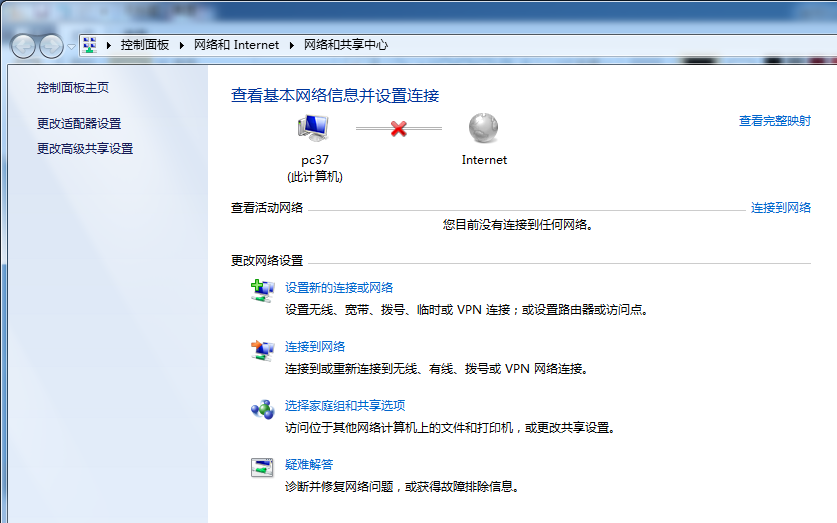 控制面板 ▸ 网络和 Internet ▸ 网络和共享中心
控制面板主页
更改适配器设置
更改高级共享设置
查看基本网络信息并设置连接
查看完整映射
pc37
(此计算机)
Internet
查看活动网络
连接到网络
您目前没有连接到任何网络。
更改网络设置
设置新的连接或网络
设置无线、宽带、拨号、临时或 VPN 连接；或设置路由器或访问点。
连接到网络
连接到或重新连接到无线、有线、拨号或 VPN 网络连接。
选择家庭组和共享选项
访问位于其他网络计算机上的文件和打印机，或更改共享设置。
疑难解答
诊断并修复网络问题，或获得故障排除信息。